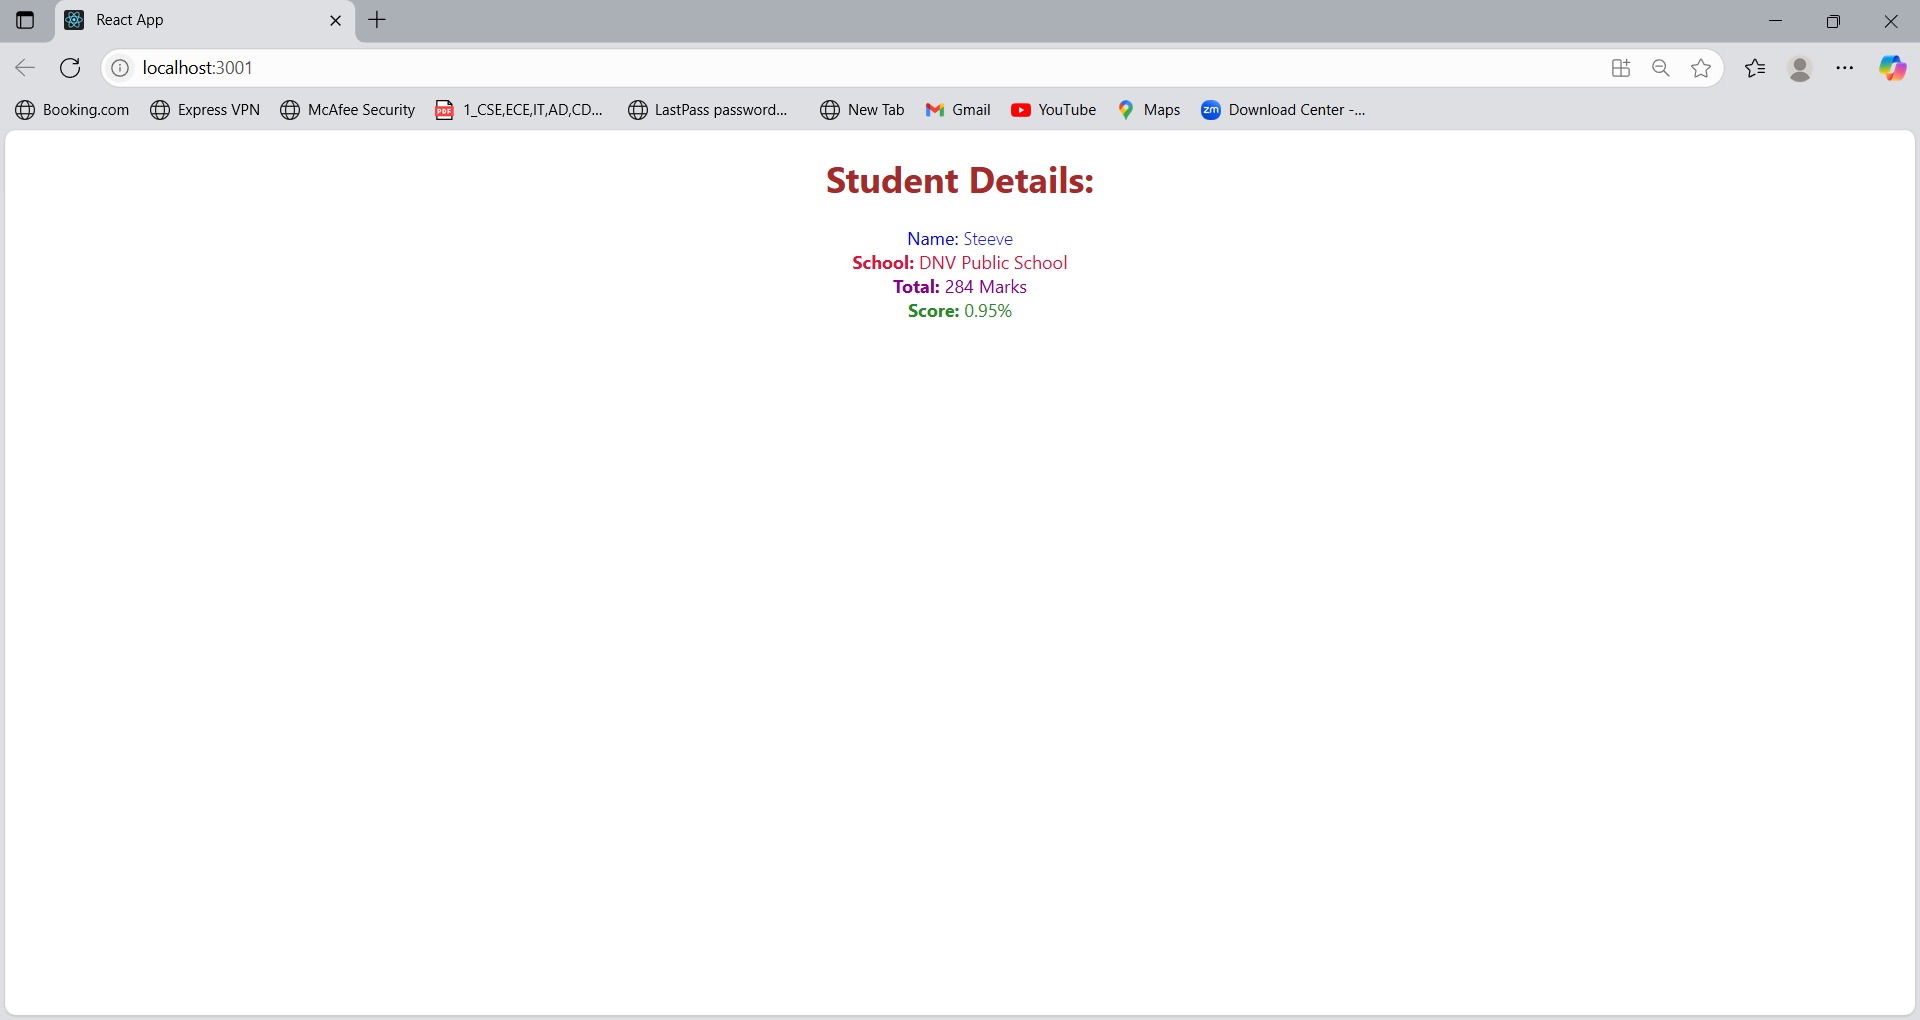 React App
localhost:3001
Booking.com Express VPN McAfee Security 1_CSE,ECE,IT,AD,CD... LastPass password... New Tab Gmail YouTube Maps Download Center -...
Student Details:
Name: Steeve
School: DNV Public School
Total: 284 Marks
Score: 0.95%